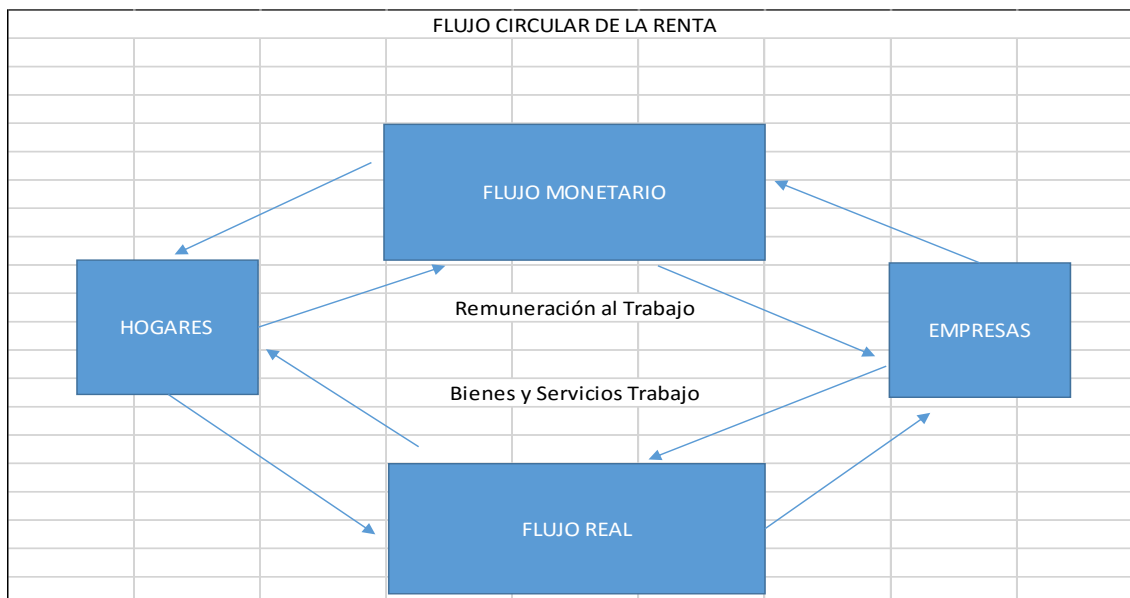 FLUJO CIRCULAR DE LA RENTA
FLUJO MONETARIO
Remuneración al Trabajo
HOGARES
EMPRESAS
Bienes y Servicios Trabajo
FLUJO REAL